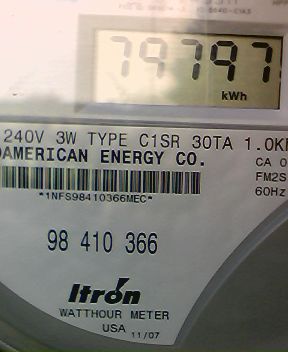 79797
kWh
240V 3W TYPE C1SR 30TA 1.0K
AMERICAN ENERGY CO.
CA 0
FM2S
60Hz
*1NFS98410366MEC*
98 410 366
Itron
WATTHOUR METER
USA 11/07